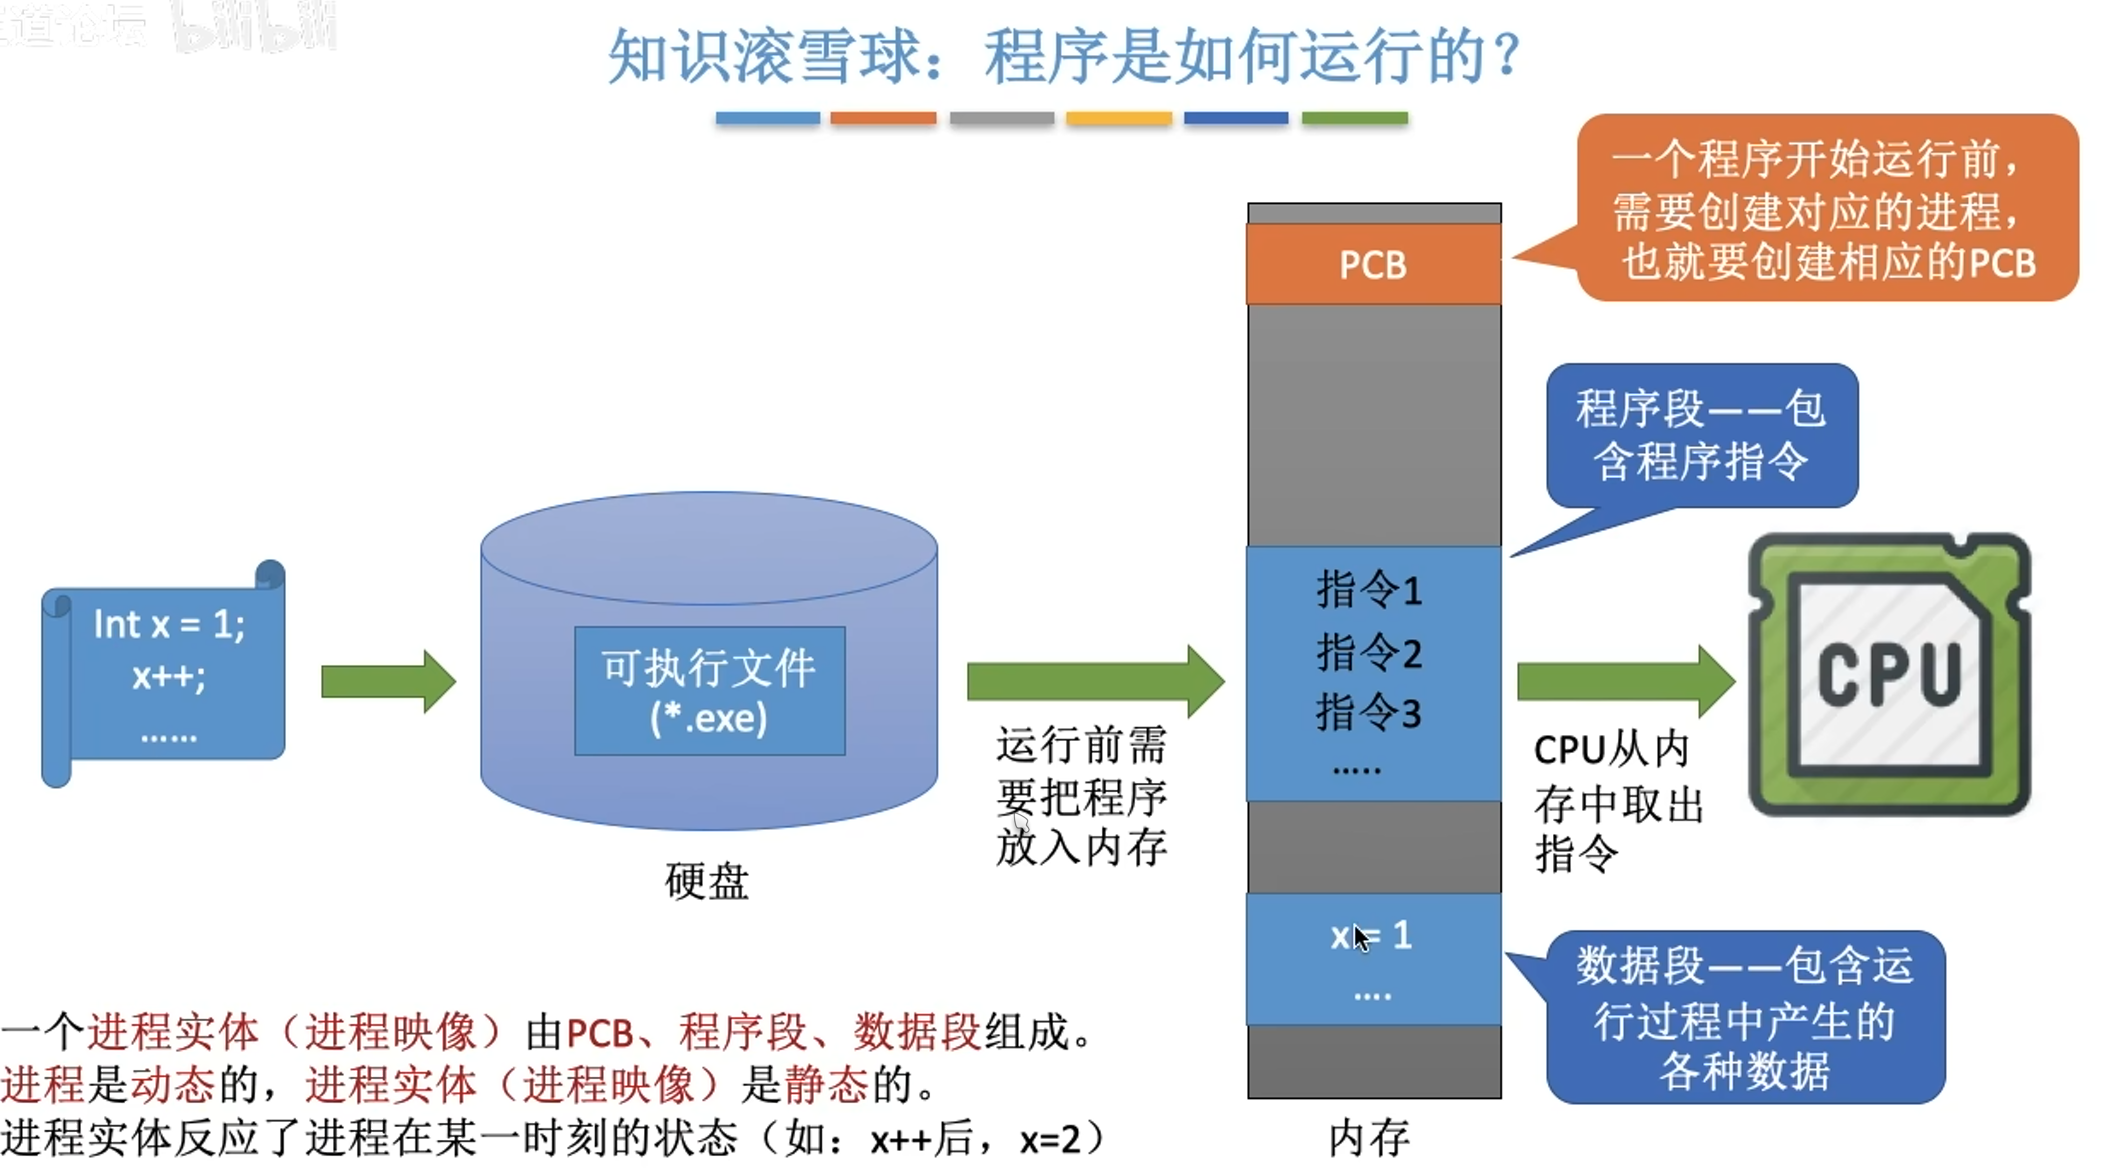 道论坛 bilibili
知识滚雪球：程序是如何运行的？
一个程序开始运行前，
需要创建对应的进程，
也就要创建相应的PCB
PCB
程序段——包
含程序指令
Int x = 1;
x++;
……
可执行文件
(*.exe)
硬盘
运行前需
要把程序
放入内存
指令1
指令2
指令3
…..
CPU从内
存中取出
指令
CPU
x = 1
….
数据段——包含运
行过程中产生的
各种数据
内存
一个进程实体（进程映像）由PCB、程序段、数据段组成。
进程是动态的，进程实体（进程映像）是静态的。
进程实体反应了进程在某一时刻的状态（如：x++后，x=2）